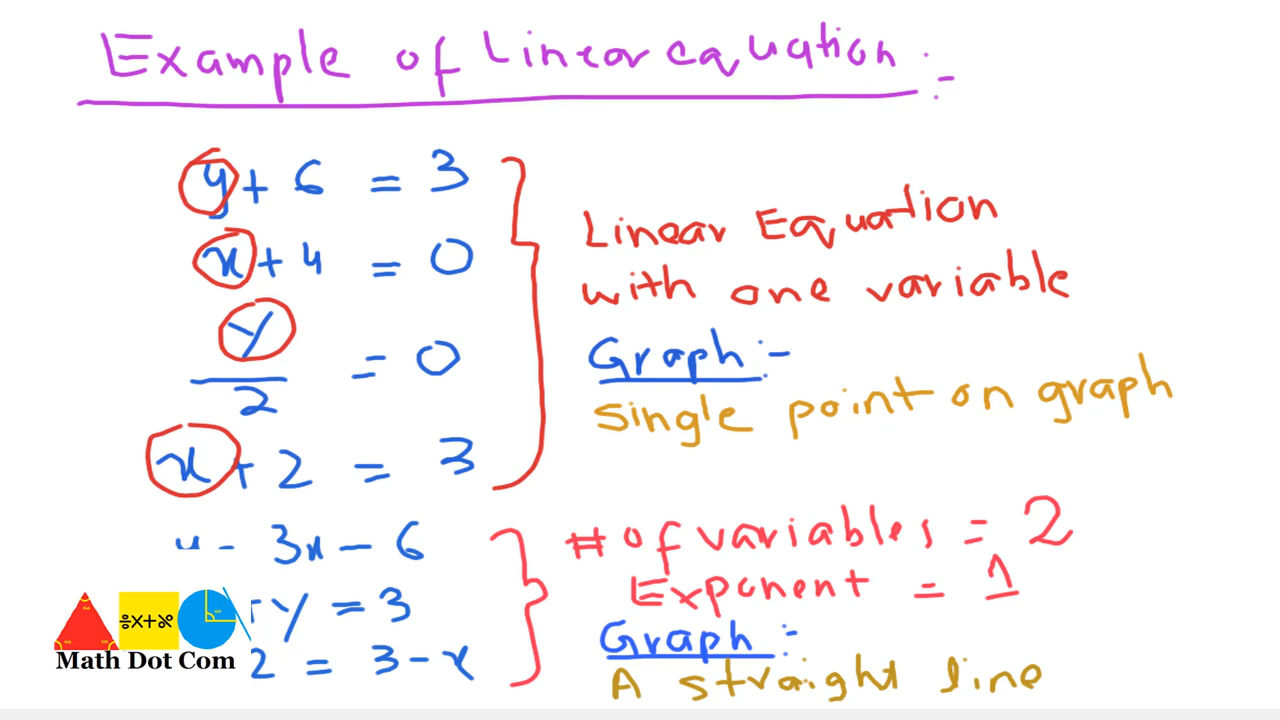 Example of Linear equation :-
y + 6 = 3
x + 4 = 0
y
2
= 0
x + 2 = 3
Linear Equation
with one variable
Graph :-
Single point on graph
3x - 6
+ y = 3
2 = 3 - x
# of variables = 2
Exponent = 1
Graph :-
A straight line
÷x+%
Math Dot Com